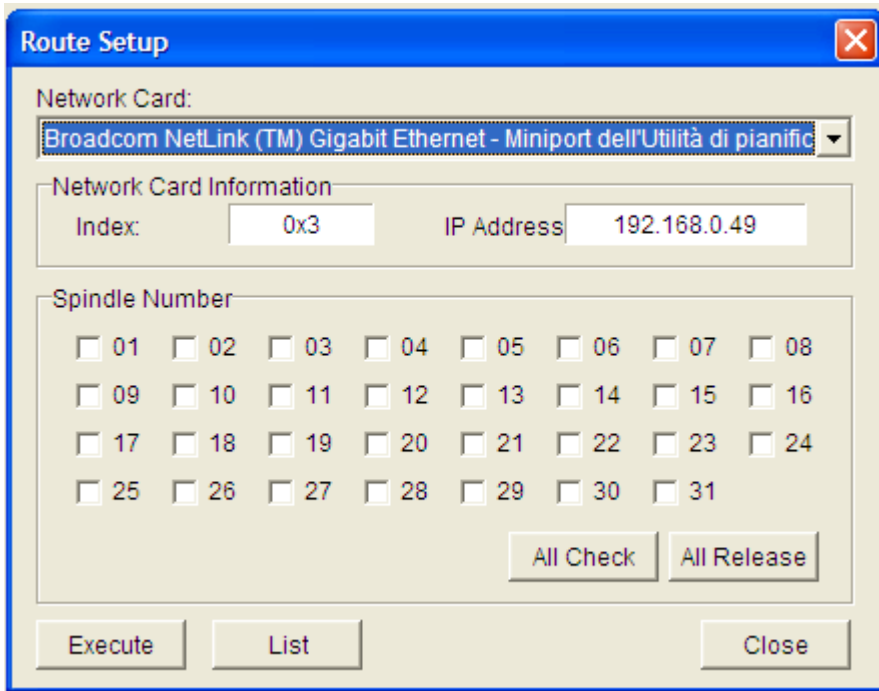 Route Setup
Network Card:
Broadcom NetLink (TM) Gigabit Ethernet - Miniport dell'Utilità di pianific
Network Card Information
Index: 0x3 IP Address 192.168.0.49
Spindle Number
01 02 03 04 05 06 07 08
09 10 11 12 13 14 15 16
17 18 19 20 21 22 23 24
25 26 27 28 29 30 31
All Check All Release
Execute List Close